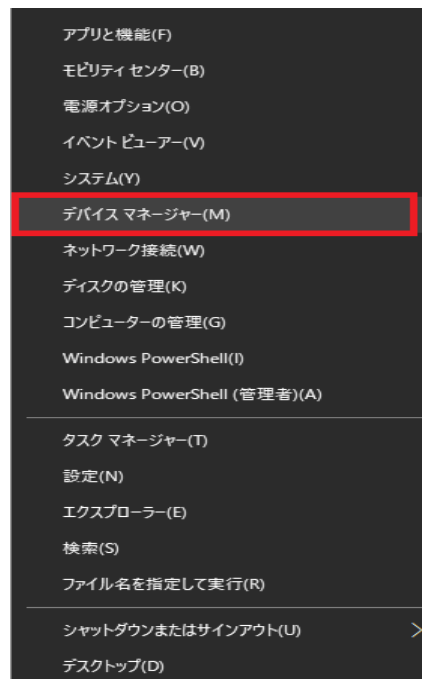 アプリと機能(F)
モビリティ センター(B)
電源オプション(O)
イベント ビューアー(V)
システム(Y)
デバイス マネージャー(M)
ネットワーク接続(W)
ディスクの管理(K)
コンピューターの管理(G)
Windows PowerShell(I)
Windows PowerShell (管理者)(A)
タスク マネージャー(T)
設定(N)
エクスプローラー(E)
検索(S)
ファイル名を指定して実行(R)
シャットダウンまたはサインアウト(U)
デスクトップ(D)